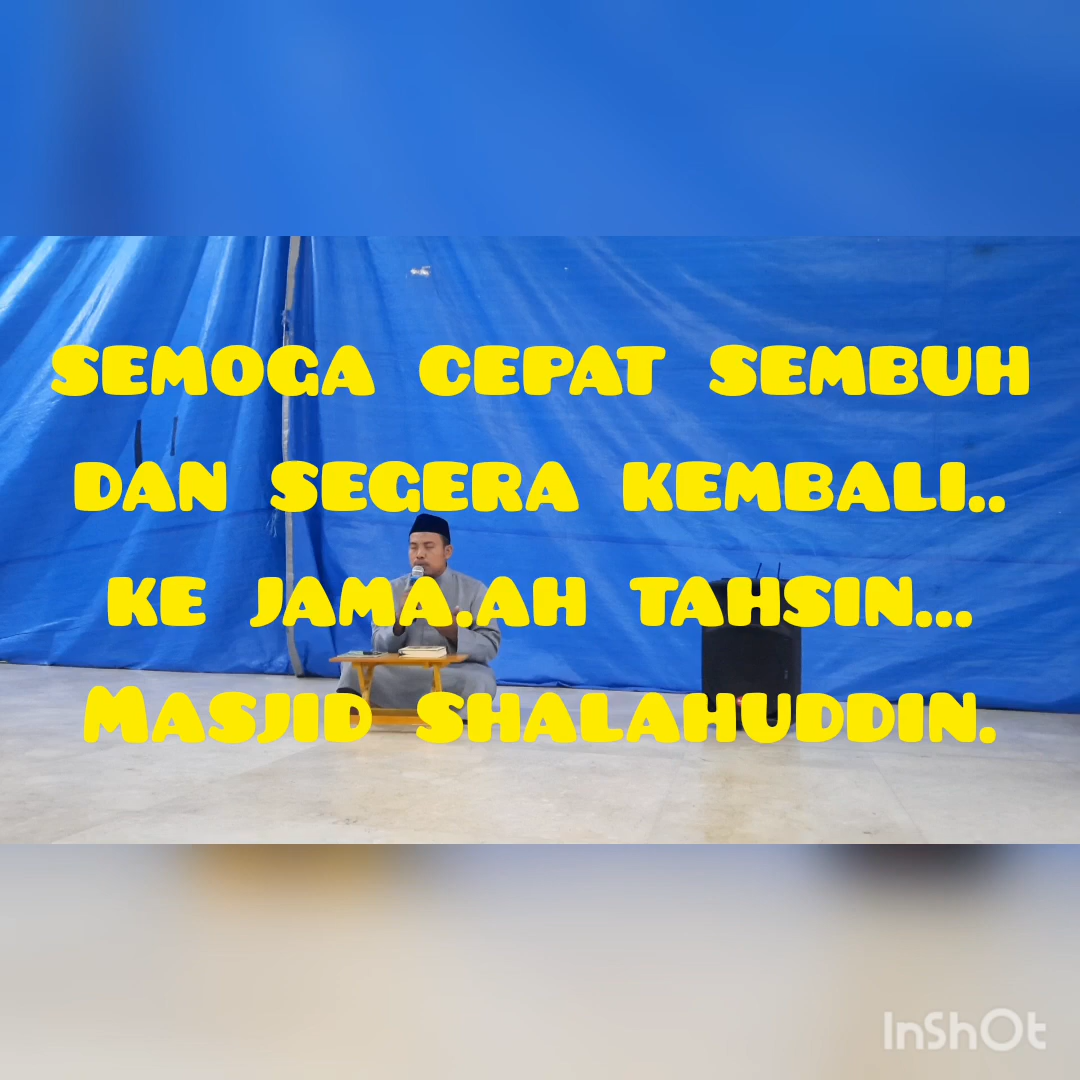 SEMOGA CEPAT SEMBUH
DAN SEGERA KEMBALI..
KE JAMA.AH TAHSIN...
MASJID SHALAHUDDIN.
InShOt